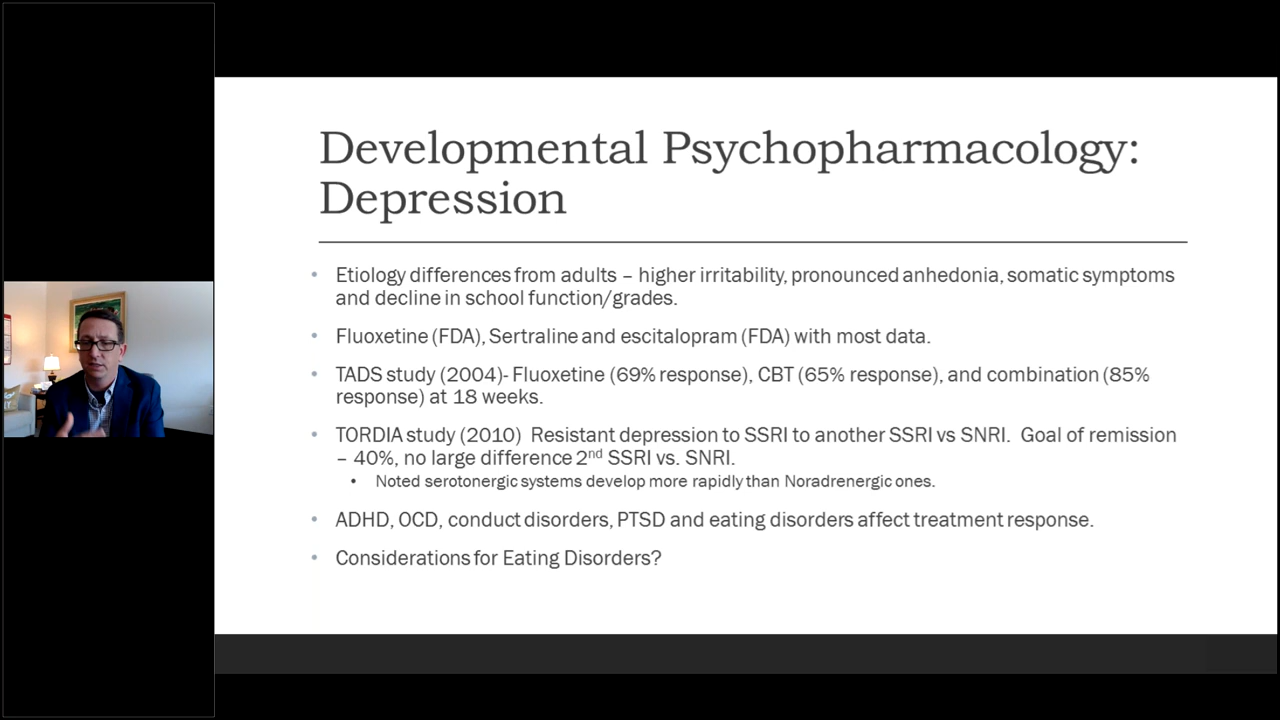 Developmental Psychopharmacology:
Depression
• Etiology differences from adults – higher irritability, pronounced anhedonia, somatic symptoms
and decline in school function/grades.
• Fluoxetine (FDA), Sertraline and escitalopram (FDA) with most data.
• TADS study (2004)- Fluoxetine (69% response), CBT (65% response), and combination (85%
response) at 18 weeks.
• TORDIA study (2010)  Resistant depression to SSRI to another SSRI vs SNRI.  Goal of remission
– 40%, no large difference 2nd SSRI vs. SNRI.
• Noted serotonergic systems develop more rapidly than Noradrenergic ones.
• ADHD, OCD, conduct disorders, PTSD and eating disorders affect treatment response.
• Considerations for Eating Disorders?